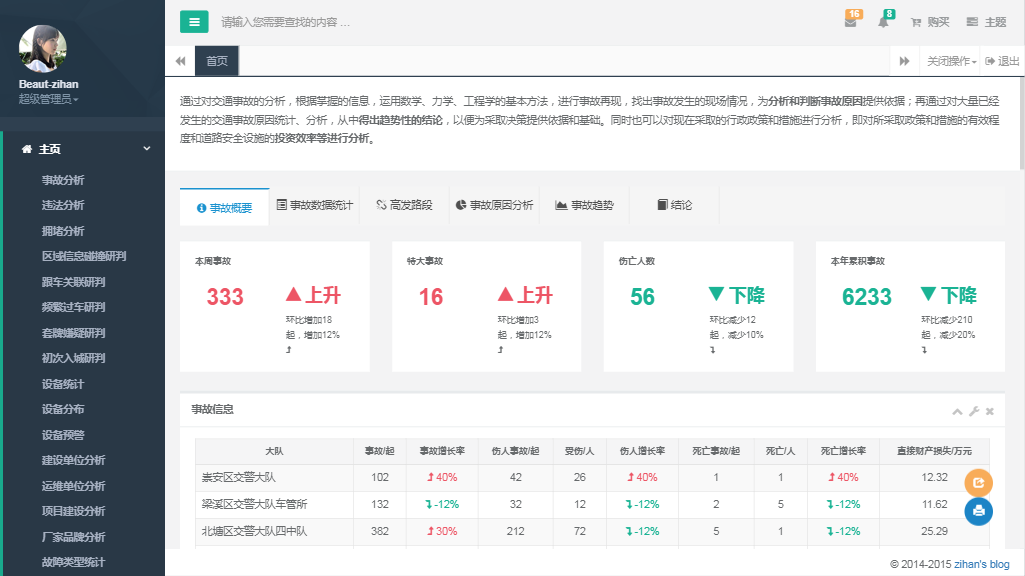 请输入您需要查找的内容 …
16
8
购买
主题
Beaut-zihan
超级管理员
首页
关闭操作
退出
主页
事故分析
违法分析
拥堵分析
区域信息碰撞研判
跟车关联研判
频繁过车研判
套牌嫌疑研判
初次入城研判
设备统计
设备分布
设备预警
建设单位分析
运维单位分析
项目建设分析
厂家品牌分析
故障类型统计
通过对交通事故的分析，根据掌握的信息，运用数学、力学、工程学的基本方法，进行事故再现，找出事故发生的现场情况，为分析和判断事故原因提供依据；再通过对大量已经
发生的交通事故原因统计、分析，从中得出趋势性的结论，以便为采取决策提供依据和基础。同时也可以对现在采取的行政政策和措施进行分析，即对所采取政策和措施的有效程
度和道路安全设施的投资效率等进行分析。
事故概要
事故数据统计
高发路段
事故原因分析
事故趋势
结论
本周事故
333
上升
环比增加18
起，增加12%
特大事故
16
上升
环比增加3
起，增加12%
伤亡人数
56
下降
环比减少12
起，减少10%
本年累积事故
6233
下降
环比减少210
起，减少20%
事故信息
大队 事故/起 事故增长率 伤人事故/起 受伤/人 伤人增长率 死亡事故/起 死亡/人 死亡增长率 直接财产损失/万元
崇安区交警大队 102 40% 42 26 40% 1 1 40% 12.32
梁溪区交警大队车管所 132 -12% 32 12 -12% 2 5 -12% 11.62
北塘区交警大队四中队 382 30% 212 72 -12% 5 1 -12% 25.29
© 2014-2015 zihan's blog